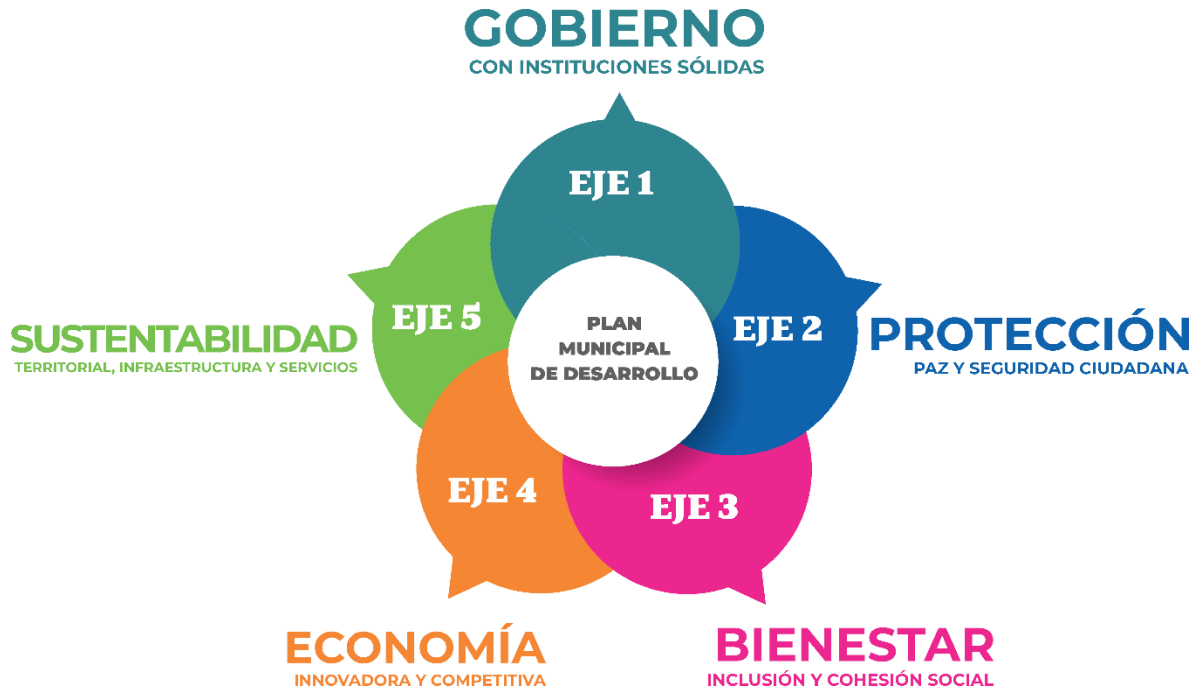 GOBIERNO
CON INSTITUCIONES SÓLIDAS
EJE 1
EJE 2
PROTECCIÓN
PAZ Y SEGURIDAD CIUDADANA
EJE 3
BIENESTAR
INCLUSIÓN Y COHESIÓN SOCIAL
EJE 4
ECONOMÍA
INNOVADORA Y COMPETITIVA
EJE 5
SUSTENTABILIDAD
TERRITORIAL, INFRAESTRUCTURA Y SERVICIOS
PLAN
MUNICIPAL
DE DESARROLLO